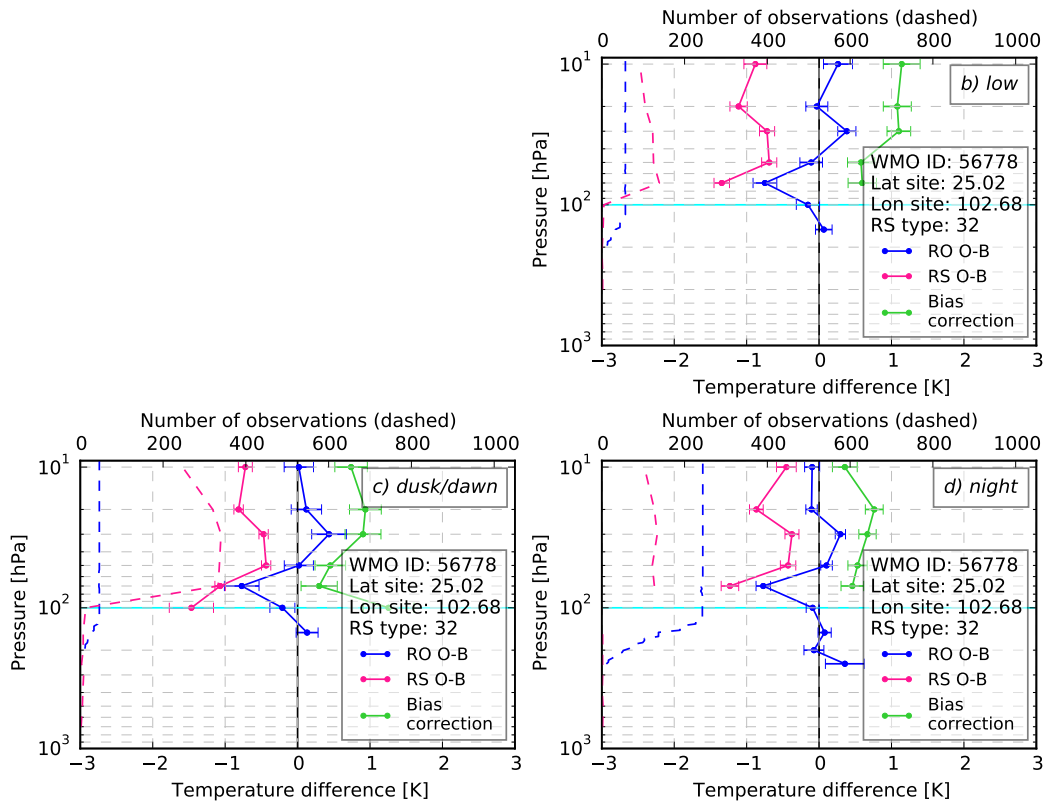 Number of observations (dashed)
0 200 400 600 800 1000
10¹
10²
10³
Pressure [hPa]
b) low
WMO ID: 56778
Lat site: 25.02
Lon site: 102.68
RS type: 32
RO O-B
RS O-B
Bias
correction
−3 −2 −1 0 1 2 3
Temperature difference [K]
Number of observations (dashed)
0 200 400 600 800 1000
10¹
10²
10³
Pressure [hPa]
c) dusk/dawn
WMO ID: 56778
Lat site: 25.02
Lon site: 102.68
RS type: 32
RO O-B
RS O-B
Bias
correction
−3 −2 −1 0 1 2 3
Temperature difference [K]
Number of observations (dashed)
0 200 400 600 800 1000
10¹
10²
10³
Pressure [hPa]
d) night
WMO ID: 56778
Lat site: 25.02
Lon site: 102.68
RS type: 32
RO O-B
RS O-B
Bias
correction
−3 −2 −1 0 1 2 3
Temperature difference [K]